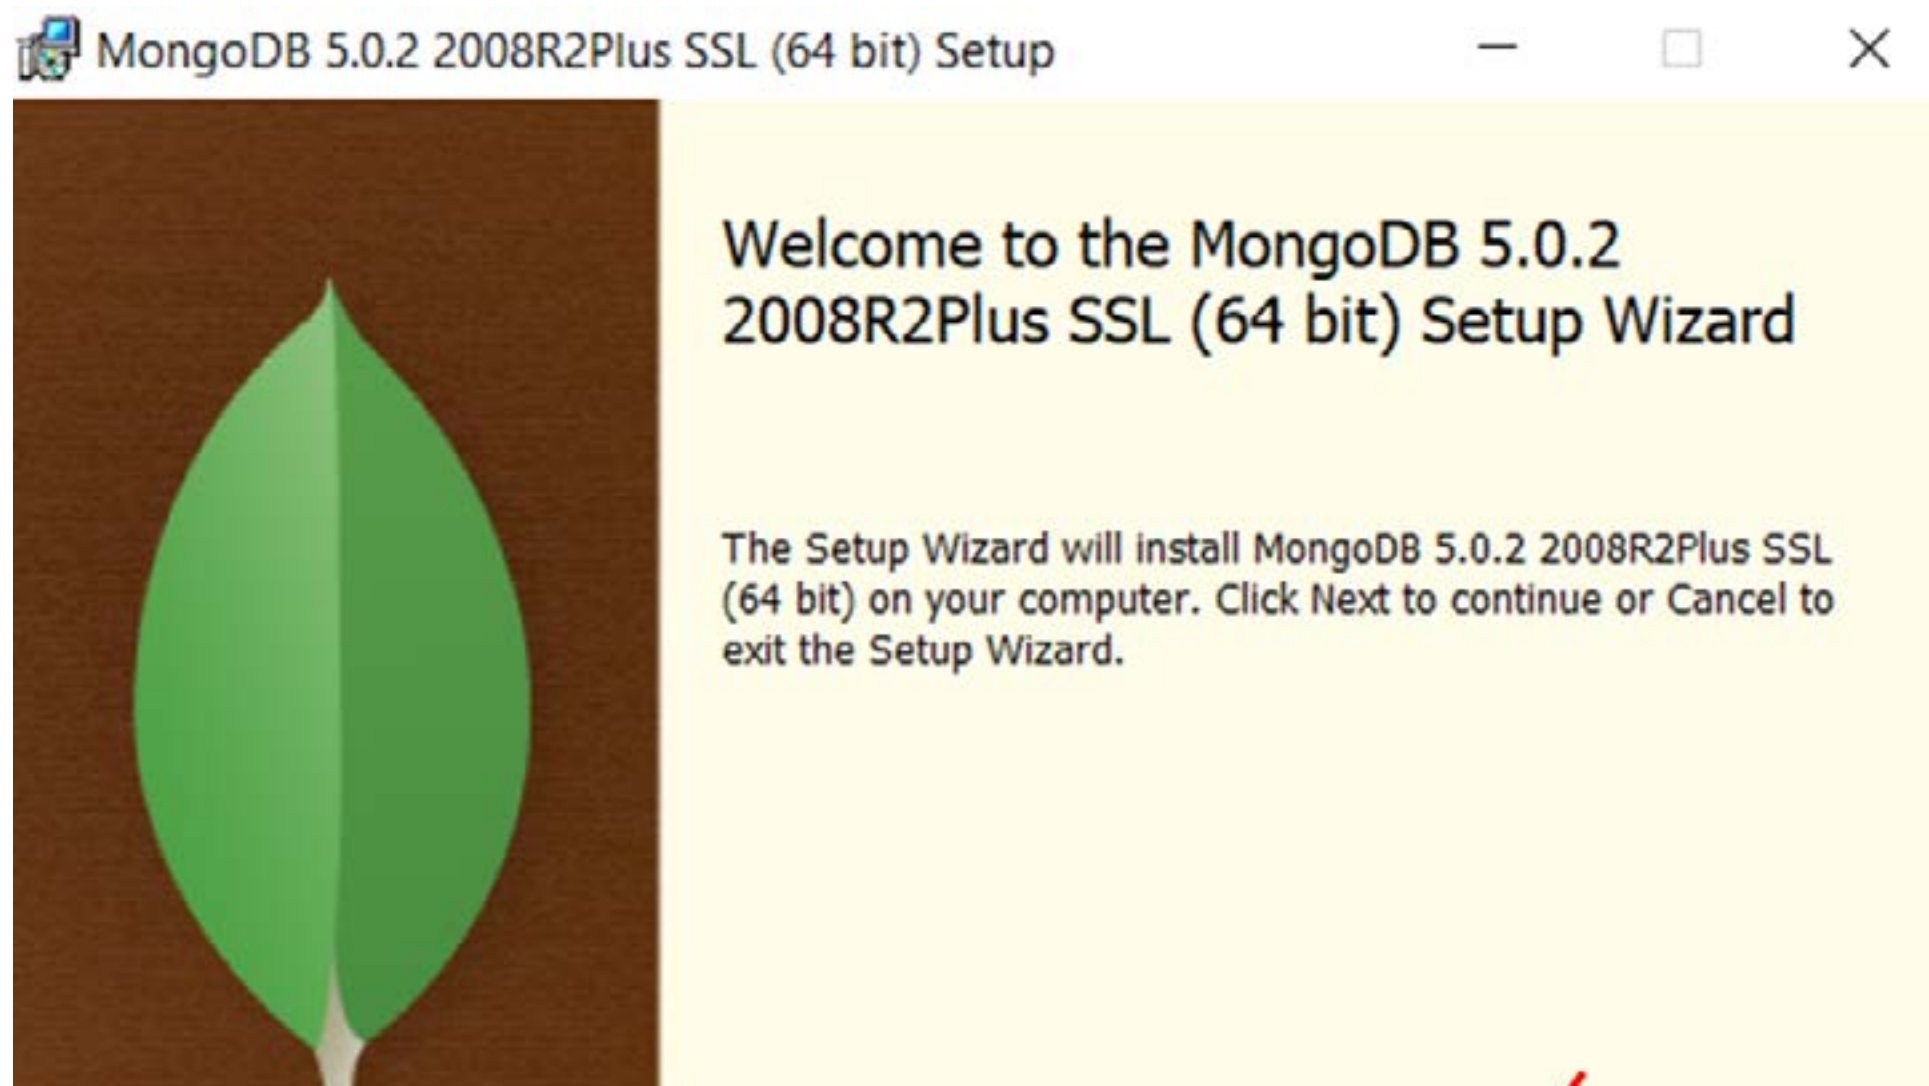 MongoDB 5.0.2 2008R2Plus SSL (64 bit) Setup
Welcome to the MongoDB 5.0.2
2008R2Plus SSL (64 bit) Setup Wizard
The Setup Wizard will install MongoDB 5.0.2 2008R2Plus SSL
(64 bit) on your computer. Click Next to continue or Cancel to
exit the Setup Wizard.